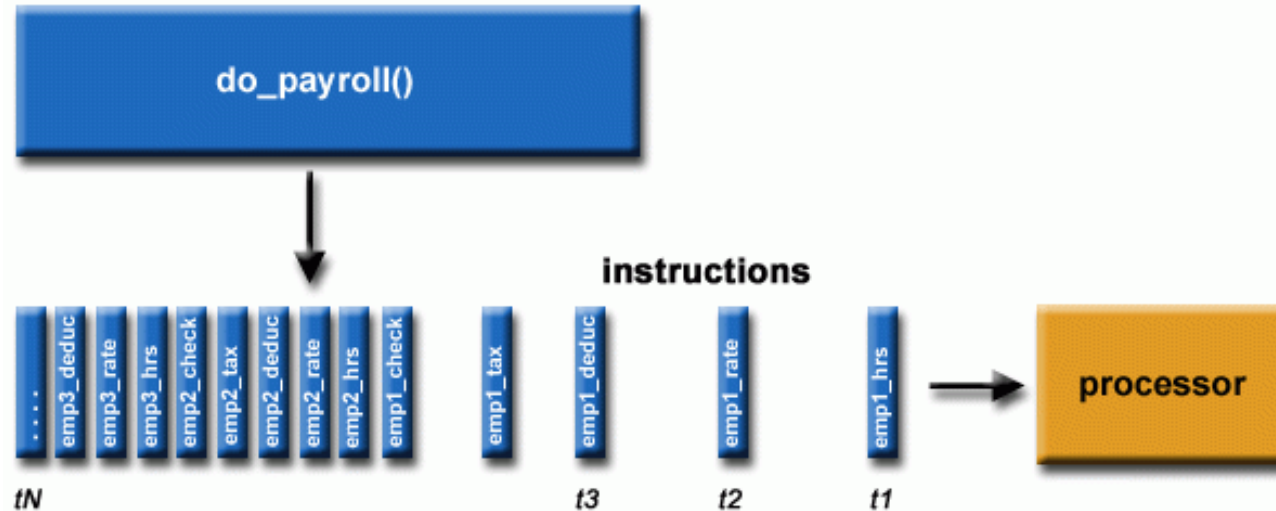 do_payroll()
instructions
. . . .
emp3_deduc
emp3_rate
emp3_hrs
emp2_check
emp2_tax
emp2_deduc
emp2_rate
emp2_hrs
emp1_check
emp1_tax
emp1_deduc
emp1_rate
emp1_hrs
processor
tN
t3
t2
t1